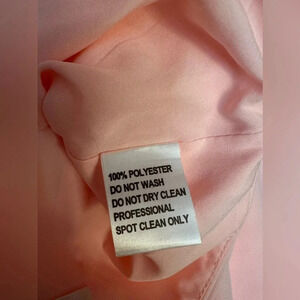 100% POLYESTER
DO NOT WASH
DO NOT DRY CLEAN
PROFESSIONAL
SPOT CLEAN ONLY